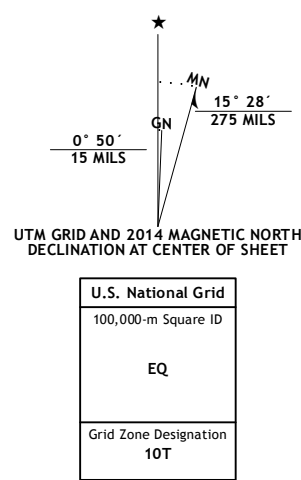 ★
MN
15° 28´
275 MILS
GN
0° 50´
15 MILS
UTM GRID AND 2014 MAGNETIC NORTH
DECLINATION AT CENTER OF SHEET
U.S. National Grid
100,000-m Square ID
EQ
Grid Zone Designation
10T